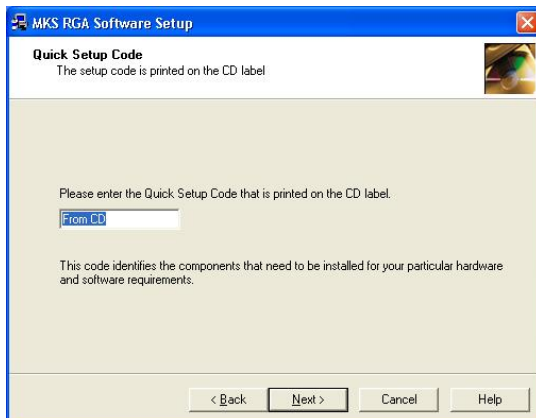 MKS RGA Software Setup
Quick Setup Code
The setup code is printed on the CD label
Please enter the Quick Setup Code that is printed on the CD label.
From CD
This code identifies the components that need to be installed for your particular hardware
and software requirements.
< Back
Next >
Cancel
Help